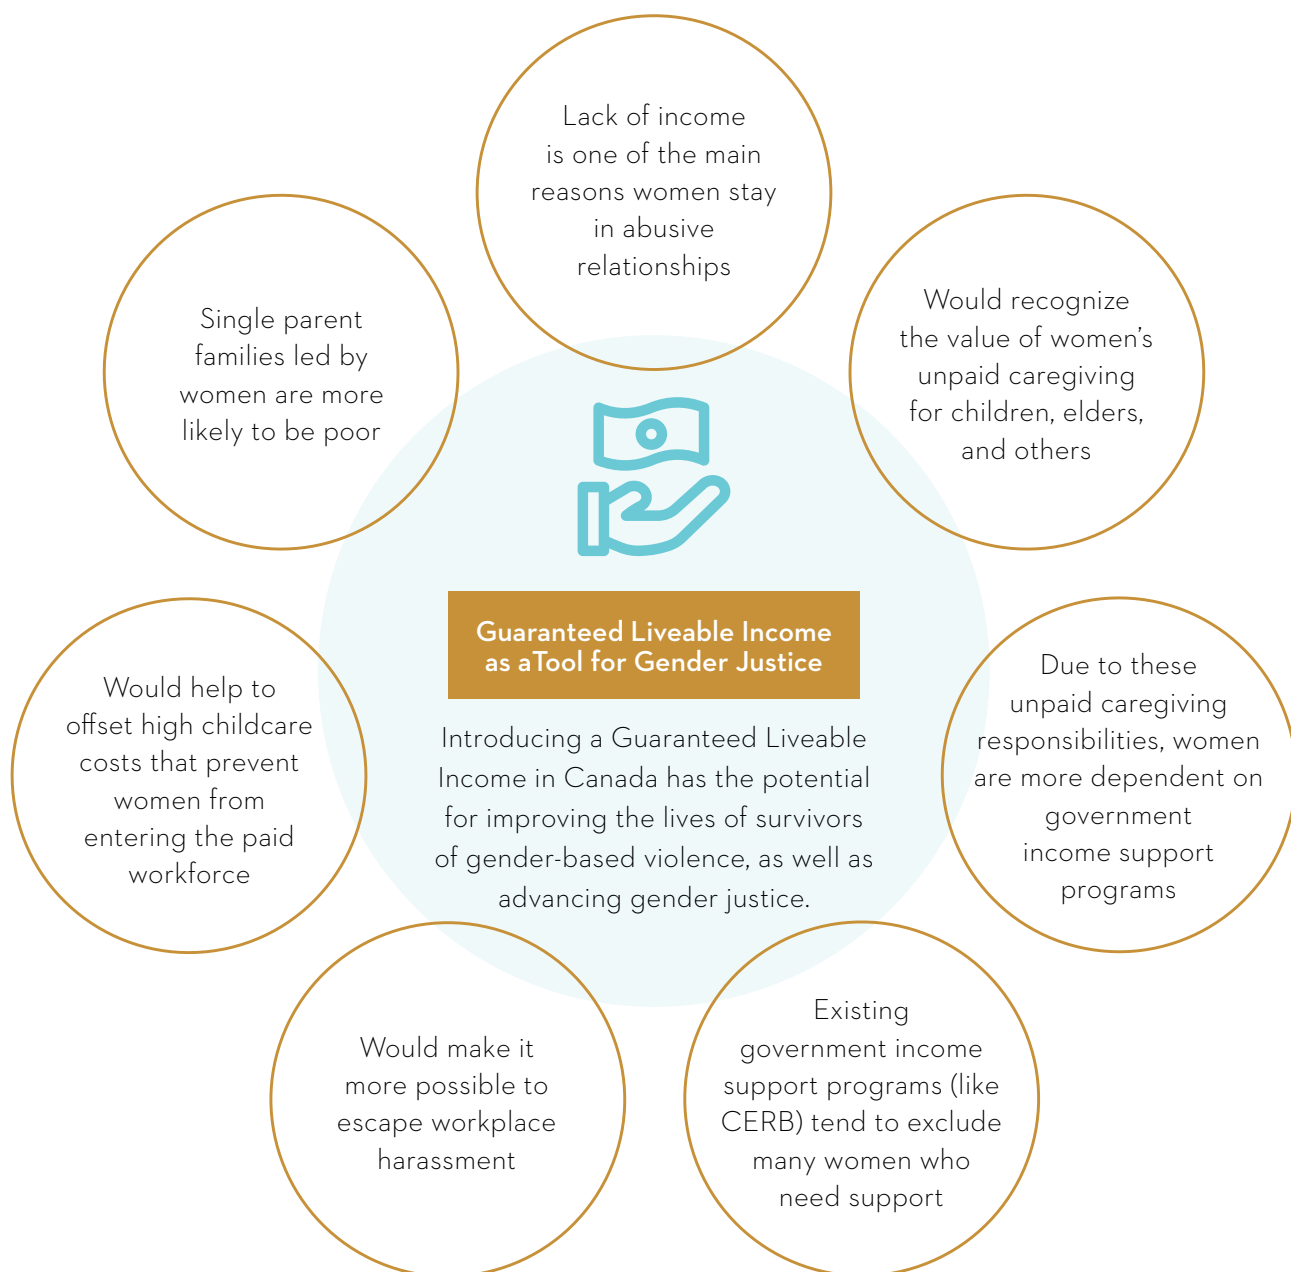 Guaranteed Liveable Income
as aTool for Gender Justice
Introducing a Guaranteed Liveable
Income in Canada has the potential
for improving the lives of survivors
of gender-based violence, as well as
advancing gender justice.
Lack of income
is one of the main
reasons women stay
in abusive
relationships
Would recognize
the value of women’s
unpaid caregiving
for children, elders,
and others
Due to these
unpaid caregiving
responsibilities, women
are more dependent on
government
income support
programs
Existing
government income
support programs (like
CERB) tend to exclude
many women who
need support
Would make it
more possible to
escape workplace
harassment
Would help to
offset high childcare
costs that prevent
women from
entering the paid
workforce
Single parent
families led by
women are more
likely to be poor